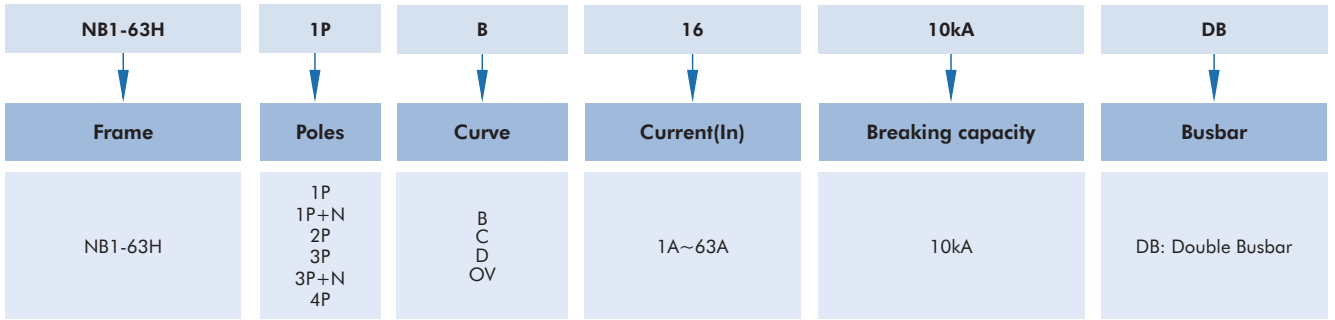 NB1-63H 1P B 16 10kA DB
Frame Poles Curve Current(In) Breaking capacity Busbar
NB1-63H
1P
1P+N
2P
3P
3P+N
4P
B
C
D
OV
1A~63A
10kA
DB: Double Busbar